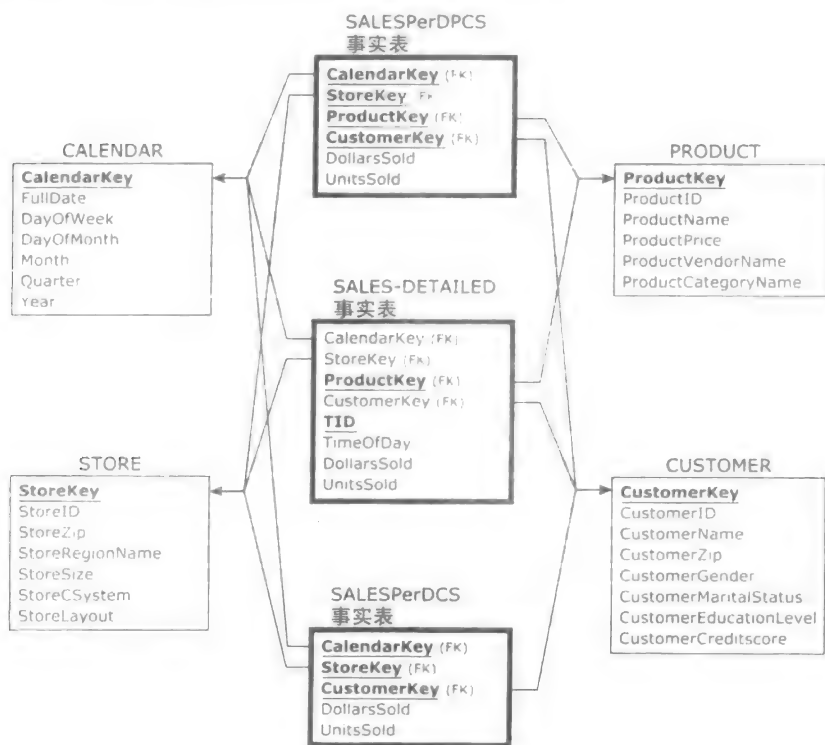 SALESPerDPCS
事实表
CalendarKey (FK)
StoreKey (FK
ProductKey (FK)
CustomerKey (FK)
DollarsSold
UnitsSold
CALENDAR
CalendarKey
FullDate
DayOfWeek
DayOfMonth
Month
Quarter
Year
PRODUCT
ProductKey
ProductID
ProductName
ProductPrice
ProductVendorName
ProductCategoryName
SALES-DETAILED
事实表
CalendarKey (FK)
StoreKey (FK)
ProductKey (FK)
CustomerKey (FK)
TID
TimeOfDay
DollarsSold
UnitsSold
STORE
StoreKey
StoreID
StoreZip
StoreRegionName
StoreSize
StoreCSystem
StoreLayout
CUSTOMER
CustomerKey
CustomerID
CustomerName
CustomerZip
CustomerGender
CustomerMaritalStatus
CustomerEducationLevel
CustomerCreditscore
SALESPerDCS
事实表
CalendarKey (FK)
StoreKey (FK)
CustomerKey (FK)
DollarsSold
UnitsSold